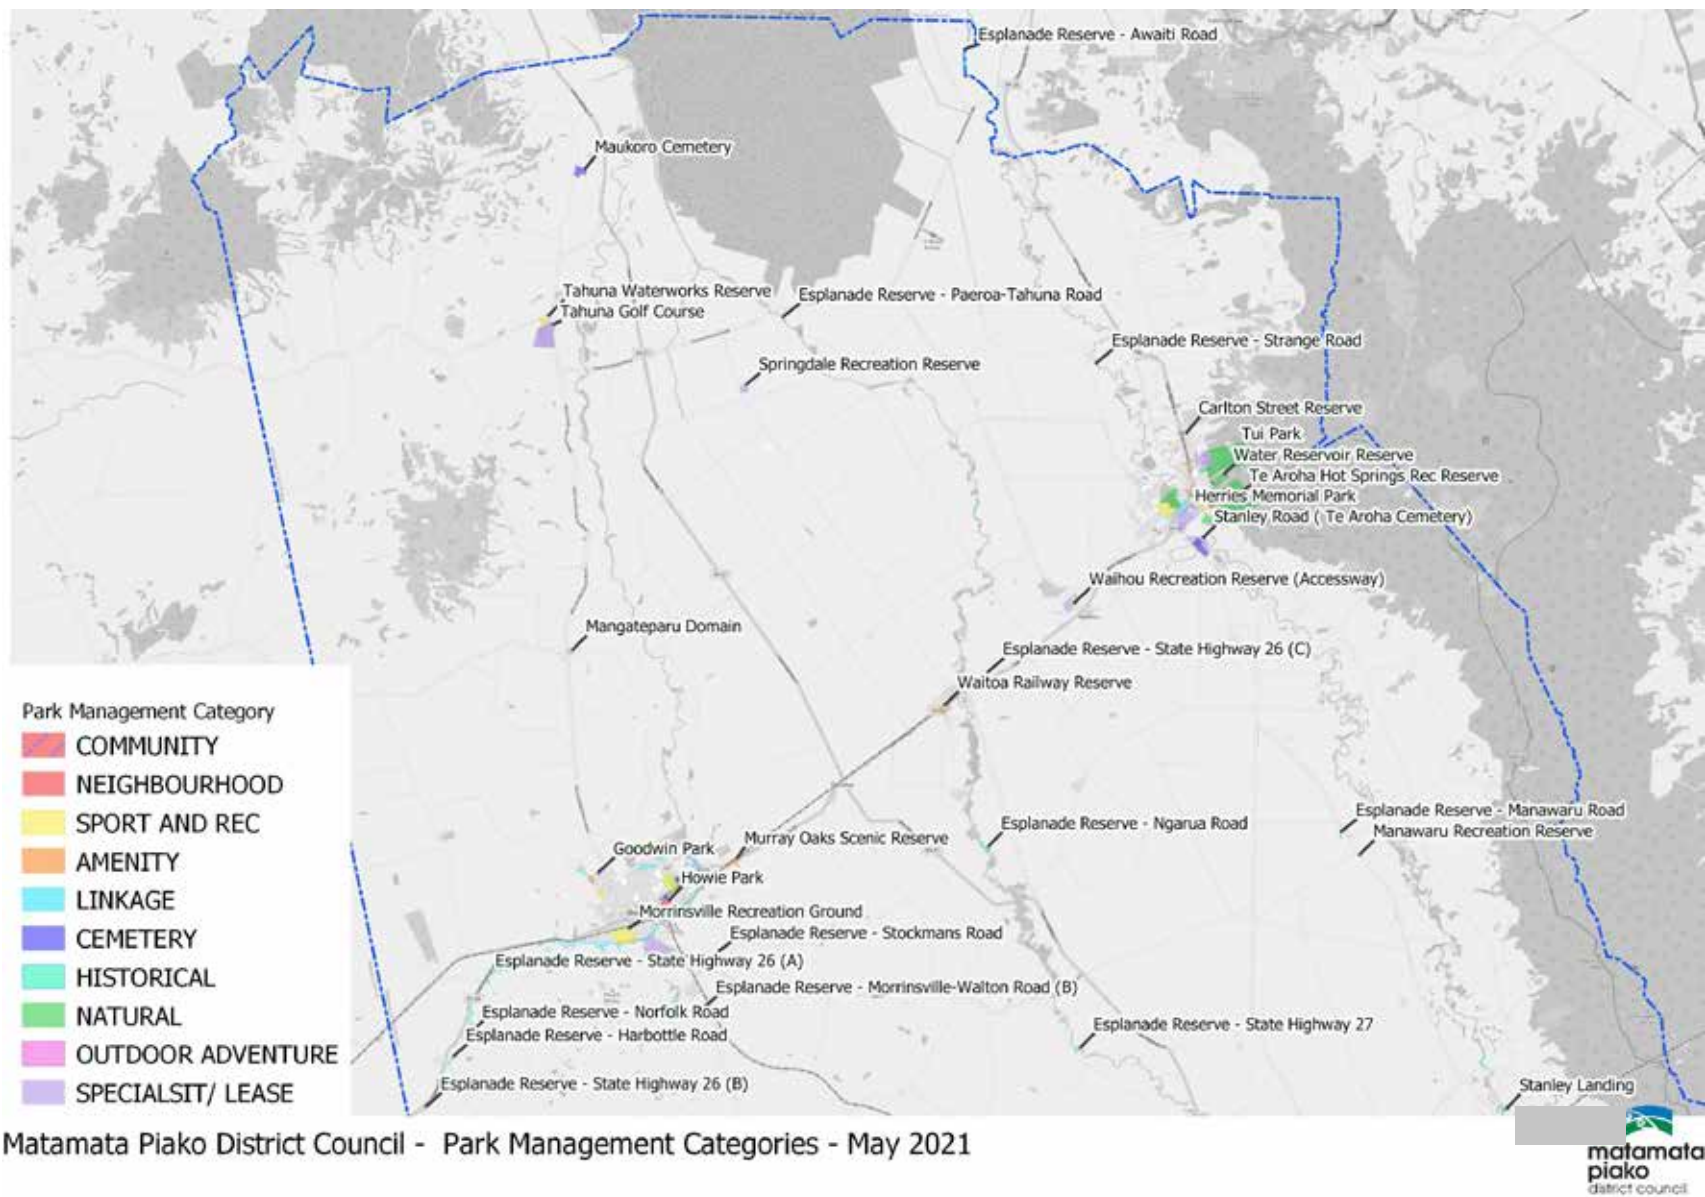 Esplanade Reserve - Awaiti Road
Maukoro Cemetery
Tahuna Waterworks Reserve
Esplanade Reserve - Paeroa-Tahuna Road
Tahuna Golf Course
Esplanade Reserve - Strange Road
Springdale Recreation Reserve
Carlton Street Reserve
Tui Park
Water Reservoir Reserve
Te Aroha Hot Springs Rec Reserve
Herries Memorial Park
Stanley Road ( Te Aroha Cemetery)
Waihou Recreation Reserve (Accessway)
Mangateparu Domain
Esplanade Reserve - State Highway 26 (C)
Waitoa Railway Reserve
Esplanade Reserve - Manawaru Road
Esplanade Reserve - Ngarua Road
Manawaru Recreation Reserve
Murray Oaks Scenic Reserve
Goodwin Park
Howie Park
Morrinsville Recreation Ground
Esplanade Reserve - Stockmans Road
Esplanade Reserve - State Highway 26 (A)
Esplanade Reserve - Morrinsville-Walton Road (B)
Esplanade Reserve - Norfolk Road
Esplanade Reserve - State Highway 27
Esplanade Reserve - Harbottle Road
Esplanade Reserve - State Highway 26 (B)
Stanley Landing
Park Management Category
COMMUNITY
NEIGHBOURHOOD
SPORT AND REC
AMENITY
LINKAGE
CEMETERY
HISTORICAL
NATURAL
OUTDOOR ADVENTURE
SPECIALSIT/ LEASE
Matamata Piako District Council - Park Management Categories - May 2021
matamata
piako
district council